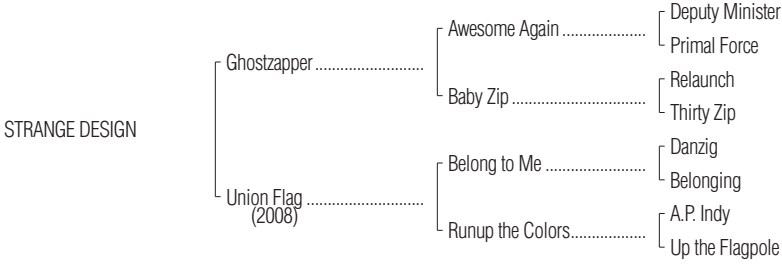 Deputy Minister
Awesome Again ....................
Primal Force
Ghostzapper ..........................
Relaunch
Baby Zip ................................
Thirty Zip
STRANGE DESIGN
Danzig
Belong to Me ........................
Belonging
Union Flag ............................
(2008)
A.P. Indy
Runup the Colors..................
Up the Flagpole